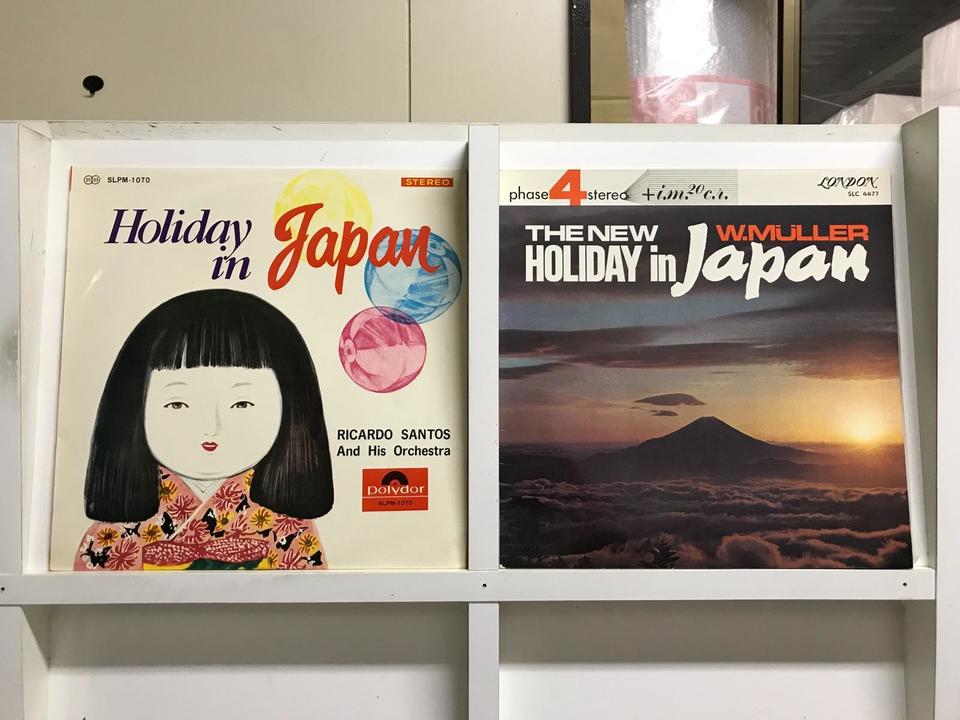 SLPM-1070
STEREO
Holiday
in Japan
RICARDO SANTOS
And His Orchestra
Polydor
SLPM-1070
phase 4 stereo +i.m.20c.r.
LONDON
SLC 4477
THE NEW W.MÜLLER
HOLIDAY in Japan